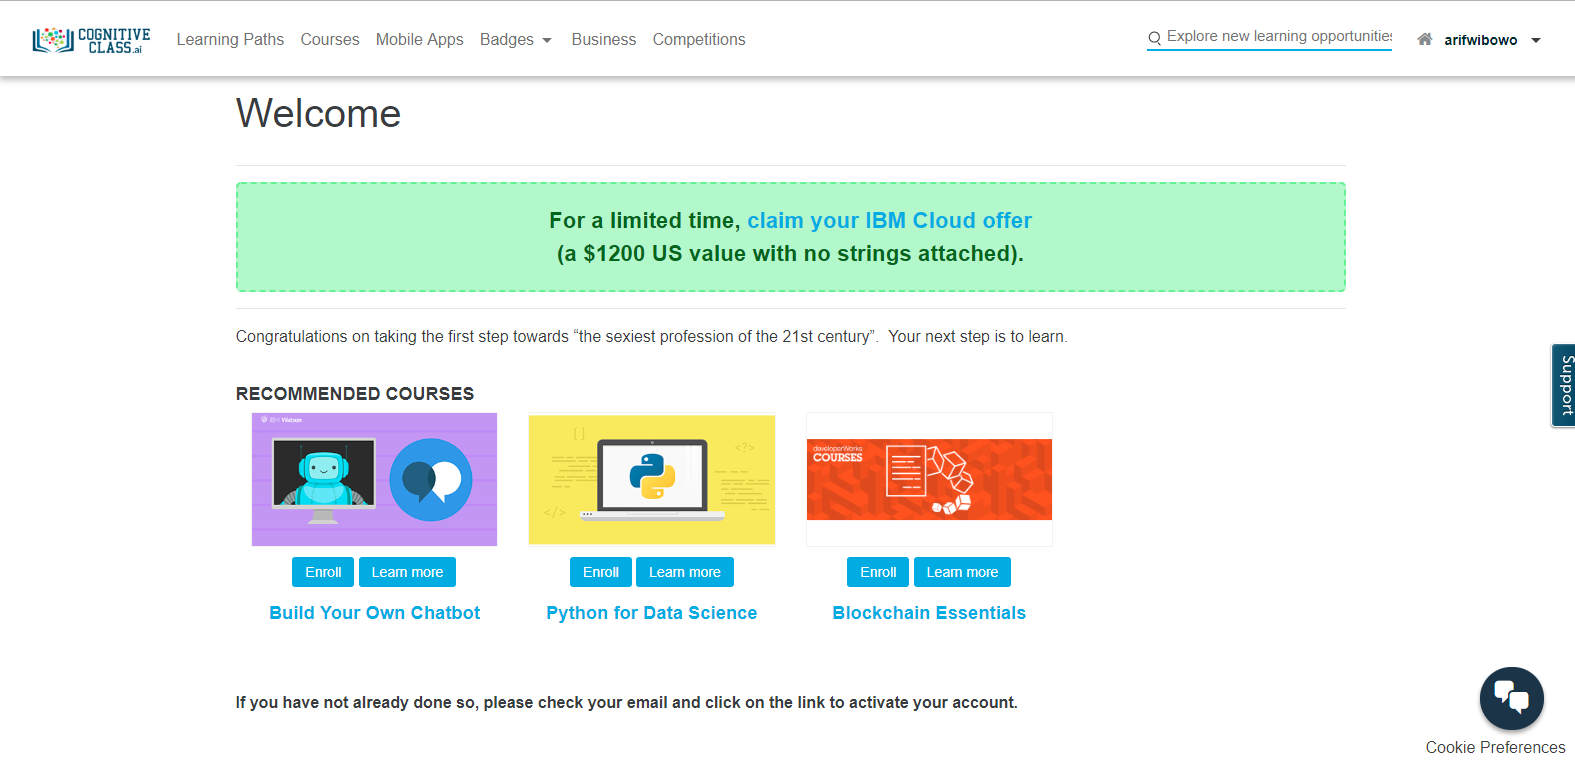 COGNITIVE
CLASS.ai
Learning Paths Courses Mobile Apps Badges Business Competitions
Explore new learning opportunities
arifwibowo
Welcome
For a limited time, claim your IBM Cloud offer
(a $1200 US value with no strings attached).
Congratulations on taking the first step towards “the sexiest profession of the 21st century”.  Your next step is to learn.
Support
RECOMMENDED COURSES
IBM Watson
[ ]
<?>
</>
developerWorks
COURSES
Enroll Learn more
Enroll Learn more
Enroll Learn more
Build Your Own Chatbot
Python for Data Science
Blockchain Essentials
If you have not already done so, please check your email and click on the link to activate your account.
Cookie Preferences